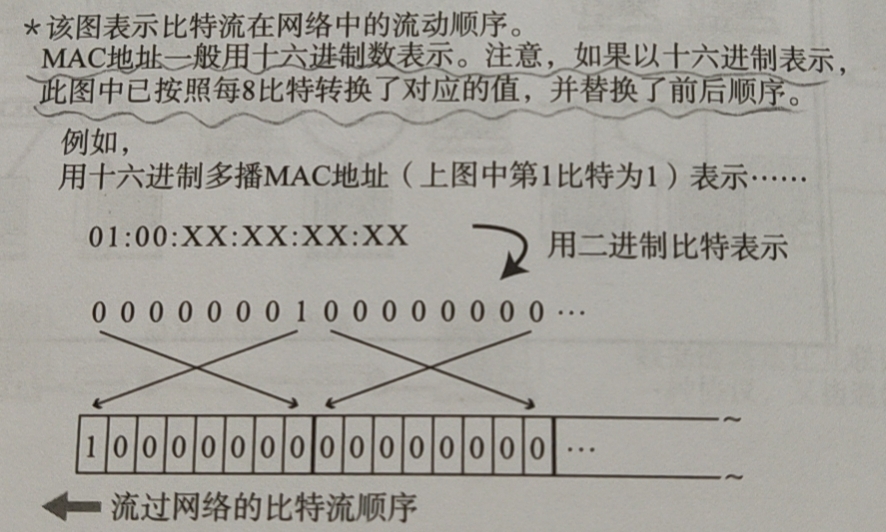 *该图表示比特流在网络中的流动顺序。
MAC地址一般用十六进制数表示。注意，如果以十六进制表示，
此图中已按照每8比特转换了对应的值，并替换了前后顺序。
例如，
用十六进制多播MAC地址（上图中第1比特为1）表示……
01:00:XX:XX:XX:XX
用二进制比特表示
0 0 0 0 0 0 0 1 0 0 0 0 0 0 0 0 …
1 0 0 0 0 0 0 0 0 0 0 0 0 0 0 0 … ~
~
流过网络的比特流顺序